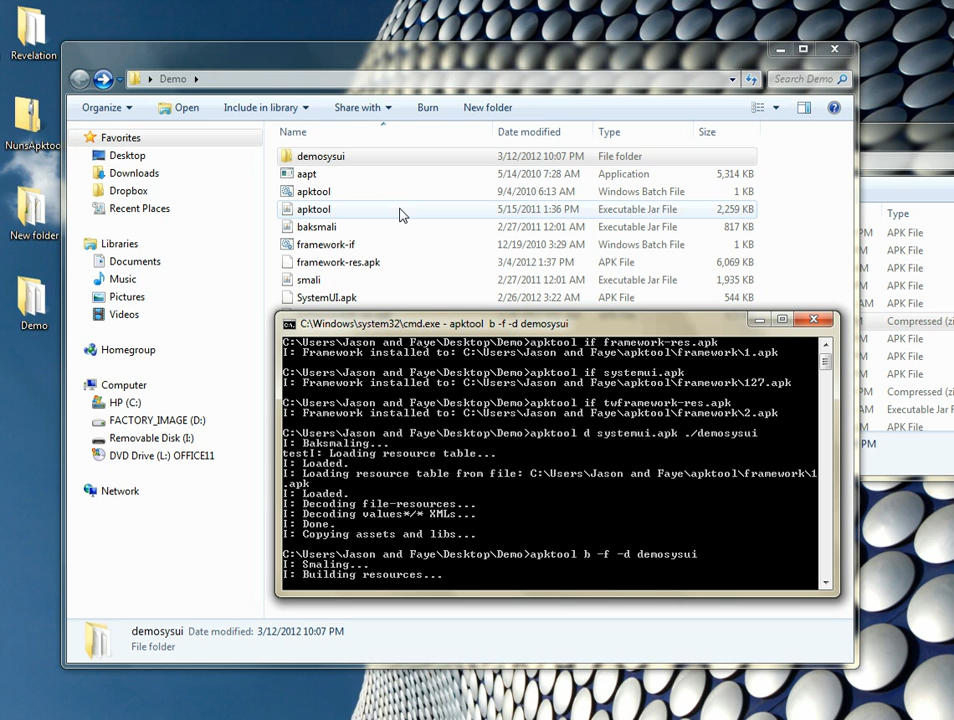 Revelation
NunsApktoo
New folder
Demo
Demo
Search Demo
Organize
Open
Include in library
Share with
Burn
New folder
Favorites
Desktop
Downloads
Dropbox
Recent Places
Libraries
Documents
Music
Pictures
Videos
Homegroup
Computer
HP (C:)
FACTORY_IMAGE (D:)
Removable Disk (I:)
DVD Drive (L:) OFFICE11
Network
Name Date modified Type Size
demosysui 3/12/2012 10:07 PM File folder
aapt 5/14/2010 7:28 AM Application 5,314 KB
apktool 9/4/2010 6:13 AM Windows Batch File 1 KB
apktool 5/15/2011 1:36 PM Executable Jar File 2,259 KB
baksmali 2/27/2011 12:01 AM Executable Jar File 817 KB
framework-if 12/19/2010 3:29 AM Windows Batch File 1 KB
framework-res.apk 3/4/2012 1:37 PM APK File 6,069 KB
smali 2/27/2011 12:01 AM Executable Jar File 1,935 KB
SystemUI.apk 2/26/2012 3:22 AM APK File 544 KB
C:\Windows\system32\cmd.exe - apktool b -f -d demosysui
C:\Users\Jason and Faye\Desktop\Demo>apktool if framework-res.apk
I: Framework installed to: C:\Users\Jason and Faye\apktool\framework\1.apk
C:\Users\Jason and Faye\Desktop\Demo>apktool if systemui.apk
I: Framework installed to: C:\Users\Jason and Faye\apktool\framework\127.apk
C:\Users\Jason and Faye\Desktop\Demo>apktool if twframework-res.apk
I: Framework installed to: C:\Users\Jason and Faye\apktool\framework\2.apk
C:\Users\Jason and Faye\Desktop\Demo>apktool d systemui.apk ./demosysui
I: Baksmaling...
testI: Loading resource table...
I: Loaded.
I: Loading resource table from file: C:\Users\Jason and Faye\apktool\framework\1
.apk
I: Loaded.
I: Decoding file-resources...
I: Decoding values*/* XMLs...
I: Done.
I: Copying assets and libs...
C:\Users\Jason and Faye\Desktop\Demo>apktool b -f -d demosysui
I: Smaling...
I: Building resources...
demosysui Date modified: 3/12/2012 10:07 PM
File folder
Type
PM APK File
M APK File
M APK File
M APK File
M APK File
M Compressed (zi
M APK File
M APK File
M APK File
M Compressed (zi
AM APK File
M Executable Jar F
M APK File
PM